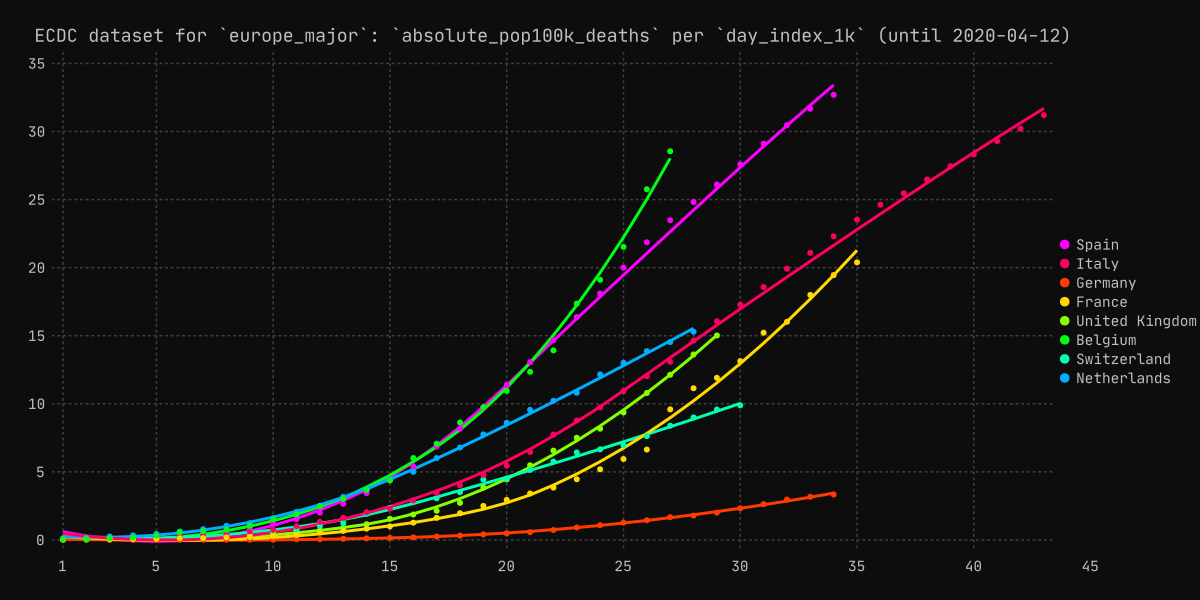 ECDC dataset for `europe_major`: `absolute_pop100k_deaths` per `day_index_1k` (until 2020-04-12)
35
30
25
20
15
10
5
0
1 5 10 15 20 25 30 35 40 45
Spain
Italy
Germany
France
United Kingdom
Belgium
Switzerland
Netherlands